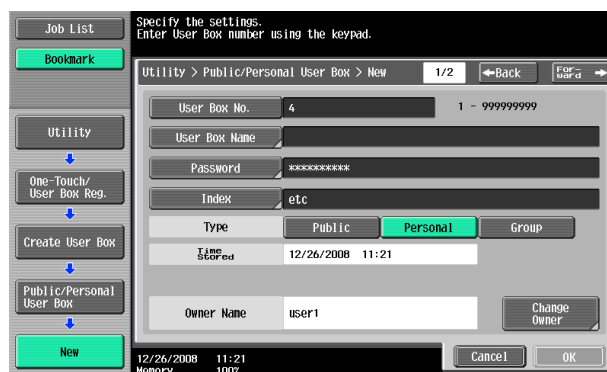 Job List
Bookmark
Utility
One-Touch/
User Box Reg.
Create User Box
Public/Personal
User Box
New
Specify the settings.
Enter User Box number using the keypad.
Utility > Public/Personal User Box > New
1/2
←Back
For-
ward →
User Box No.
4
1 - 999999999
User Box Name
Password
**********
Index
etc
Type
Public
Personal
Group
Time
Stored
12/26/2008 11:21
Owner Name
user1
Change
Owner
12/26/2008 11:21
Memory 100%
Cancel
OK